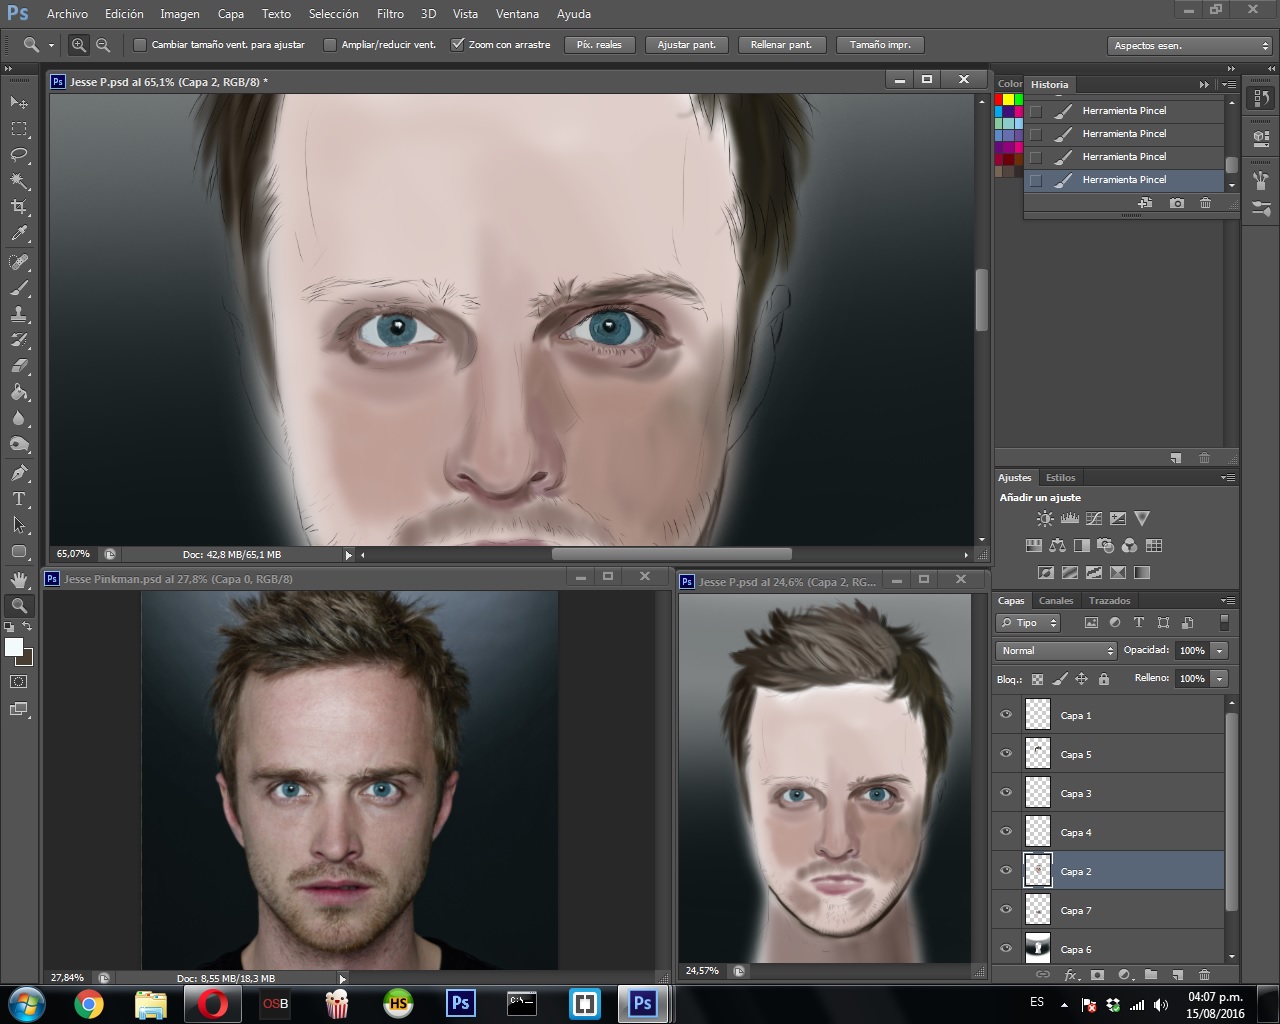 Ps Archivo Edición Imagen Capa Texto Selección Filtro 3D Vista Ventana Ayuda
Cambiar tamaño vent. para ajustar Ampliar/reducir vent. Zoom con arrastre Píx. reales Ajustar pant. Rellenar pant. Tamaño impr. Aspectos esen.
Ps Jesse P.psd al 65,1% (Capa 2, RGB/8) *
Color
Historia
Herramienta Pincel
Herramienta Pincel
Herramienta Pincel
Herramienta Pincel
T
Ajustes Estilos
Añadir un ajuste
65,07% Doc: 42,8 MB/65,1 MB
Ps Jesse Pinkman.psd al 27,8% (Capa 0, RGB/8)
Ps Jesse P.psd al 24,6% (Capa 2, RG...
Capas Canales Trazados
Tipo T
Normal Opacidad: 100%
Bloq.: Relleno: 100%
Capa 1
Capa 5
Capa 3
Capa 4
Capa 2
Capa 7
Capa 6
fx
27,84% Doc: 8,55 MB/18,3 MB
24,57%
OSB HS Ps C:\ Ps
ES 04:07 p.m.
15/08/2016